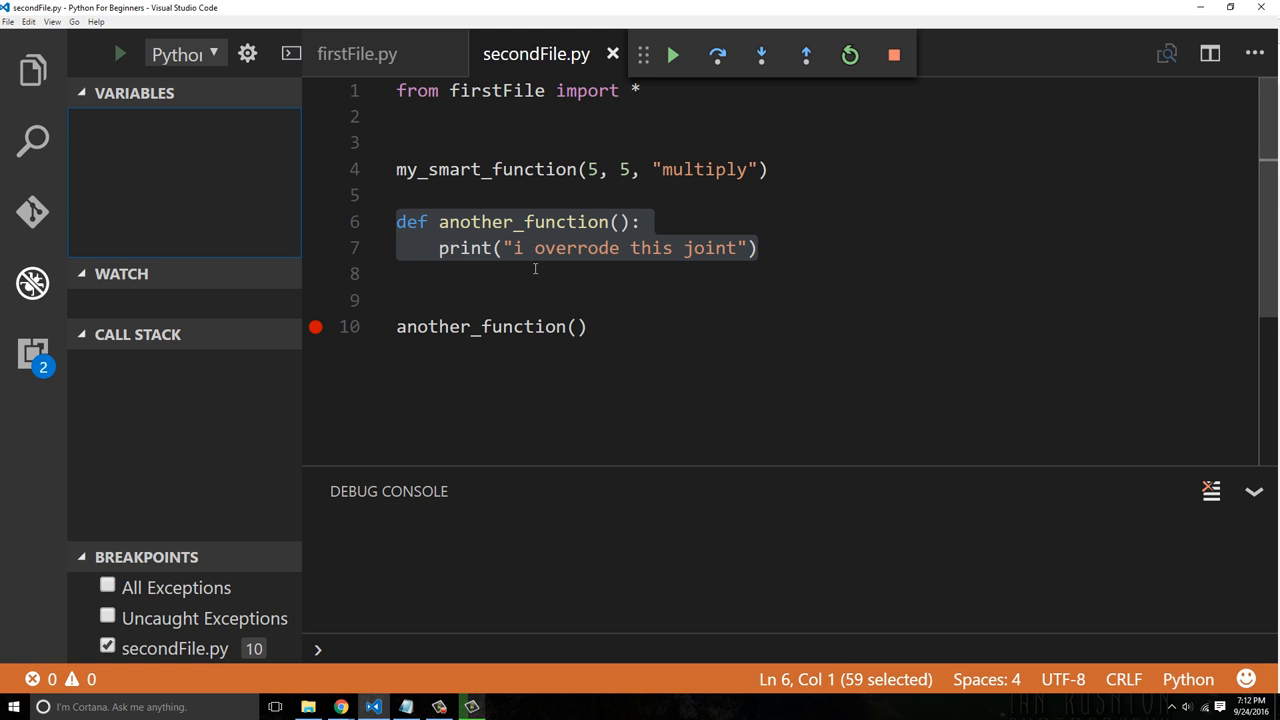 secondFile.py - Python For Beginners - Visual Studio Code
File Edit View Go Help
Python
firstFile.py
secondFile.py
VARIABLES
WATCH
CALL STACK
BREAKPOINTS
All Exceptions
Uncaught Exceptions
secondFile.py 10
2
1 from firstFile import *
2
3
4 my_smart_function(5, 5, "multiply")
5
6 def another_function():
7 print("i overrode this joint")
8
9
10 another_function()
DEBUG CONSOLE
0 0 Ln 6, Col 1 (59 selected) Spaces: 4 UTF-8 CRLF Python
I'm Cortana. Ask me anything.
7:12 PM
9/24/2016